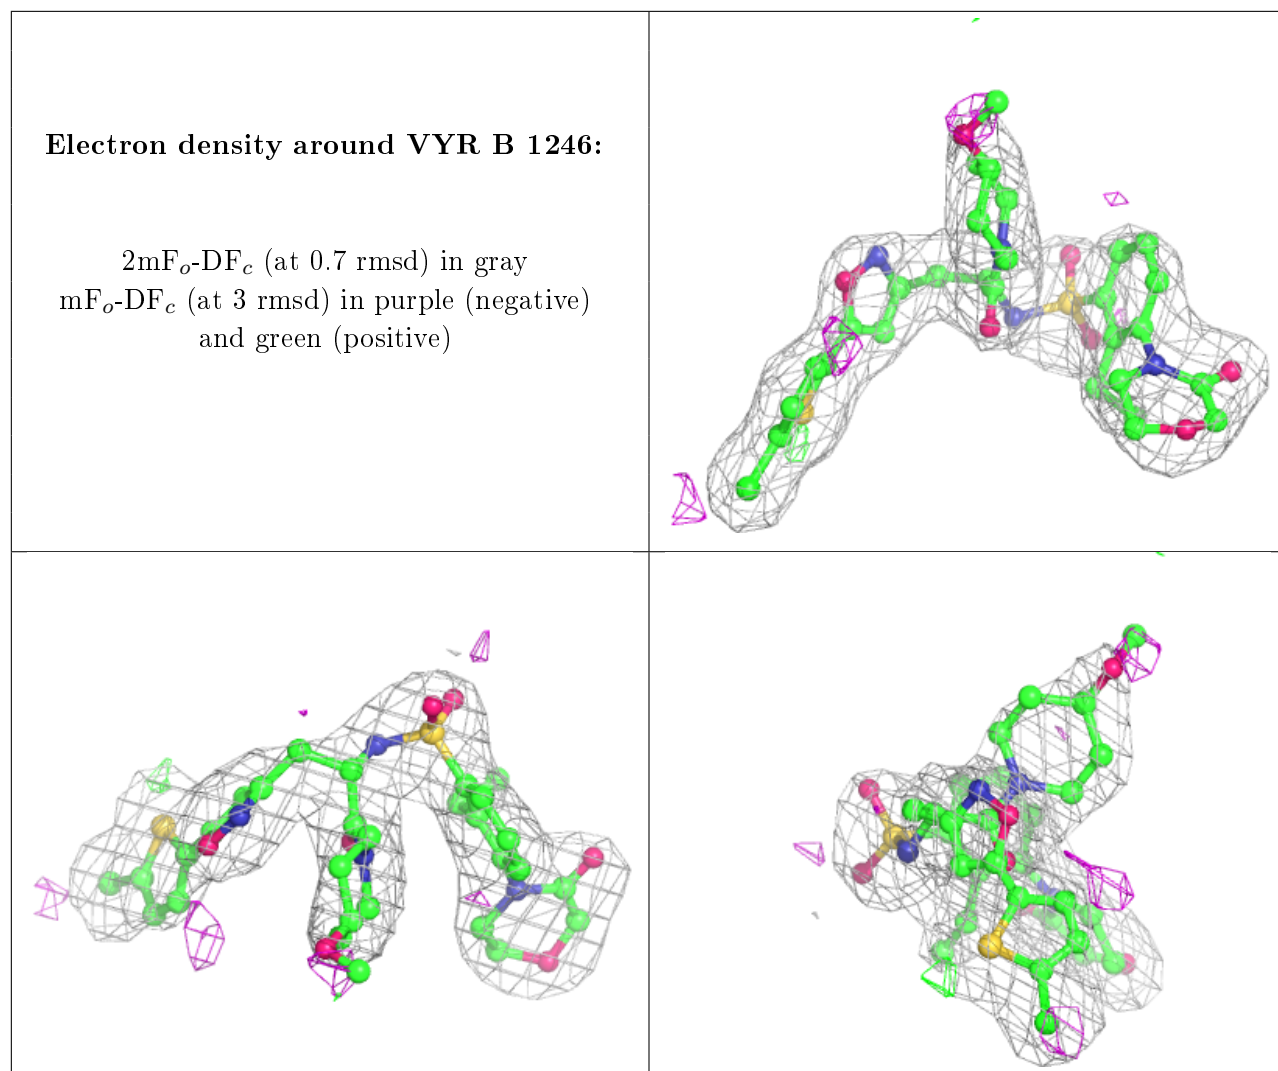 Electron density around VYR B 1246:
2mFo-DFc (at 0.7 rmsd) in gray
mFo-DFc (at 3 rmsd) in purple (negative)
and green (positive)